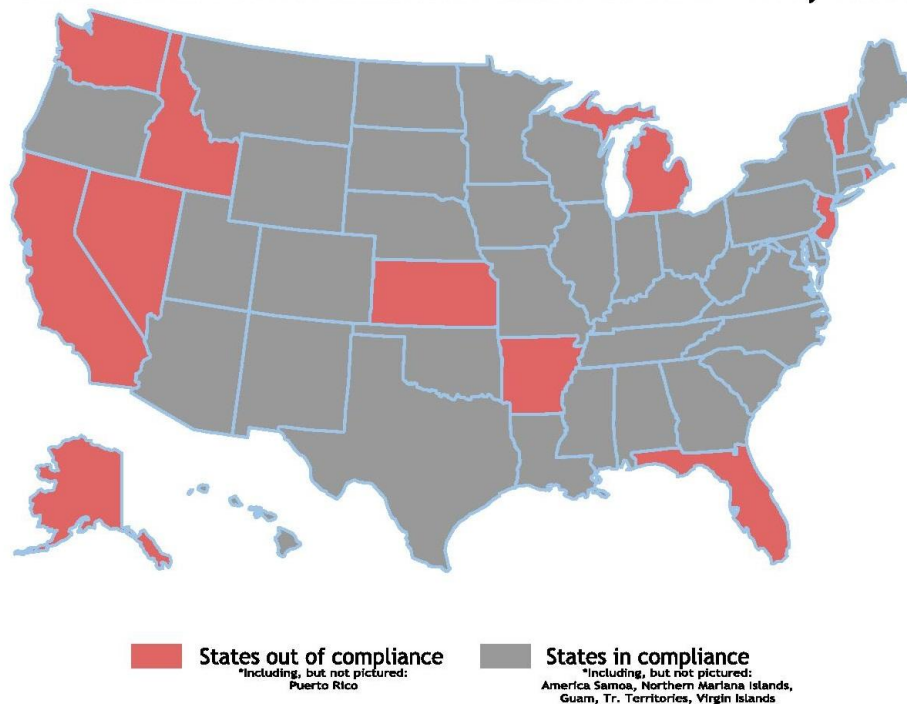 States out of compliance
*Including, but not pictured:
Puerto Rico
States in compliance
*Including, but not pictured:
America Samoa, Northern Mariana Islands,
Guam, Tr. Territories, Virgin Islands